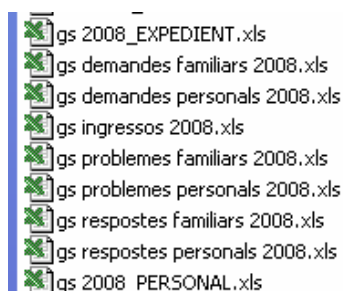 gs 2008_EXPEDIENT.xls
gs demandes familiars 2008.xls
gs demandes personals 2008.xls
gs ingressos 2008.xls
gs problemes familiars 2008.xls
gs problemes personals 2008.xls
gs respostes familiars 2008.xls
gs respostes personals 2008.xls
gs 2008_PERSONAL.xls